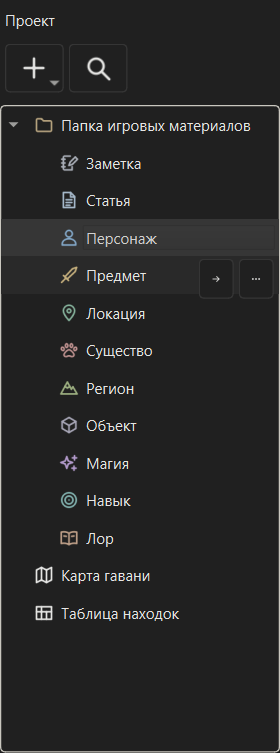 Проект
Папка игровых материалов
Заметка
Статья
Персонаж
Предмет
Локация
Существо
Регион
Объект
Магия
Навык
Лор
Карта гавани
Таблица находок